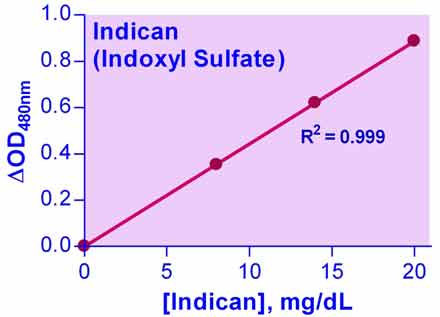 Indican
(Indoxyl Sulfate)
1.0
0.8
0.6
0.4
0.2
0.0
ΔOD480nm
R² = 0.999
0 5 10 15 20
[Indican], mg/dL